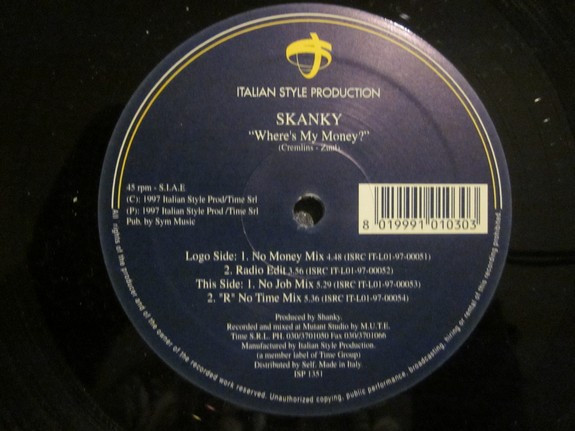 ITALIAN STYLE PRODUCTION
SKANKY
"Where's My Money?"
(Cremlins - Zini)
45 rpm - S.I.A.E
(C): 1997 Italian Style Prod/Time Srl
(P): 1997 Italian Style Prod /Time Srl
Pub. by Sym Music
8 019991 010303
Logo Side: 1. No Money Mix 4.48 (ISRC IT-L01-97-00051)
2. Radio Edit 3.56 (ISRC IT-L01-97-00052)
This Side: 1. No Job Mix 5.29 (ISRC IT-L01-97-00053)
2. "R" No Time Mix 5.36 (ISRC IT-L01-97-00054)
Produced by Shanky.
Recorded and mixed at Mutant Studio by M.U.T.E.
Time S.R.L. PH. 030/3701050 Fax 030/3701066
Manufactured by Italian Style Production.
(a member label of Time Group)
Distributed by Self. Made in Italy.
ISP 1351
All rights of the producer and of the owner of the recorded work reserved. Unauthorized copying, public performance, broadcasting, hiring or rental of this recording prohibited.